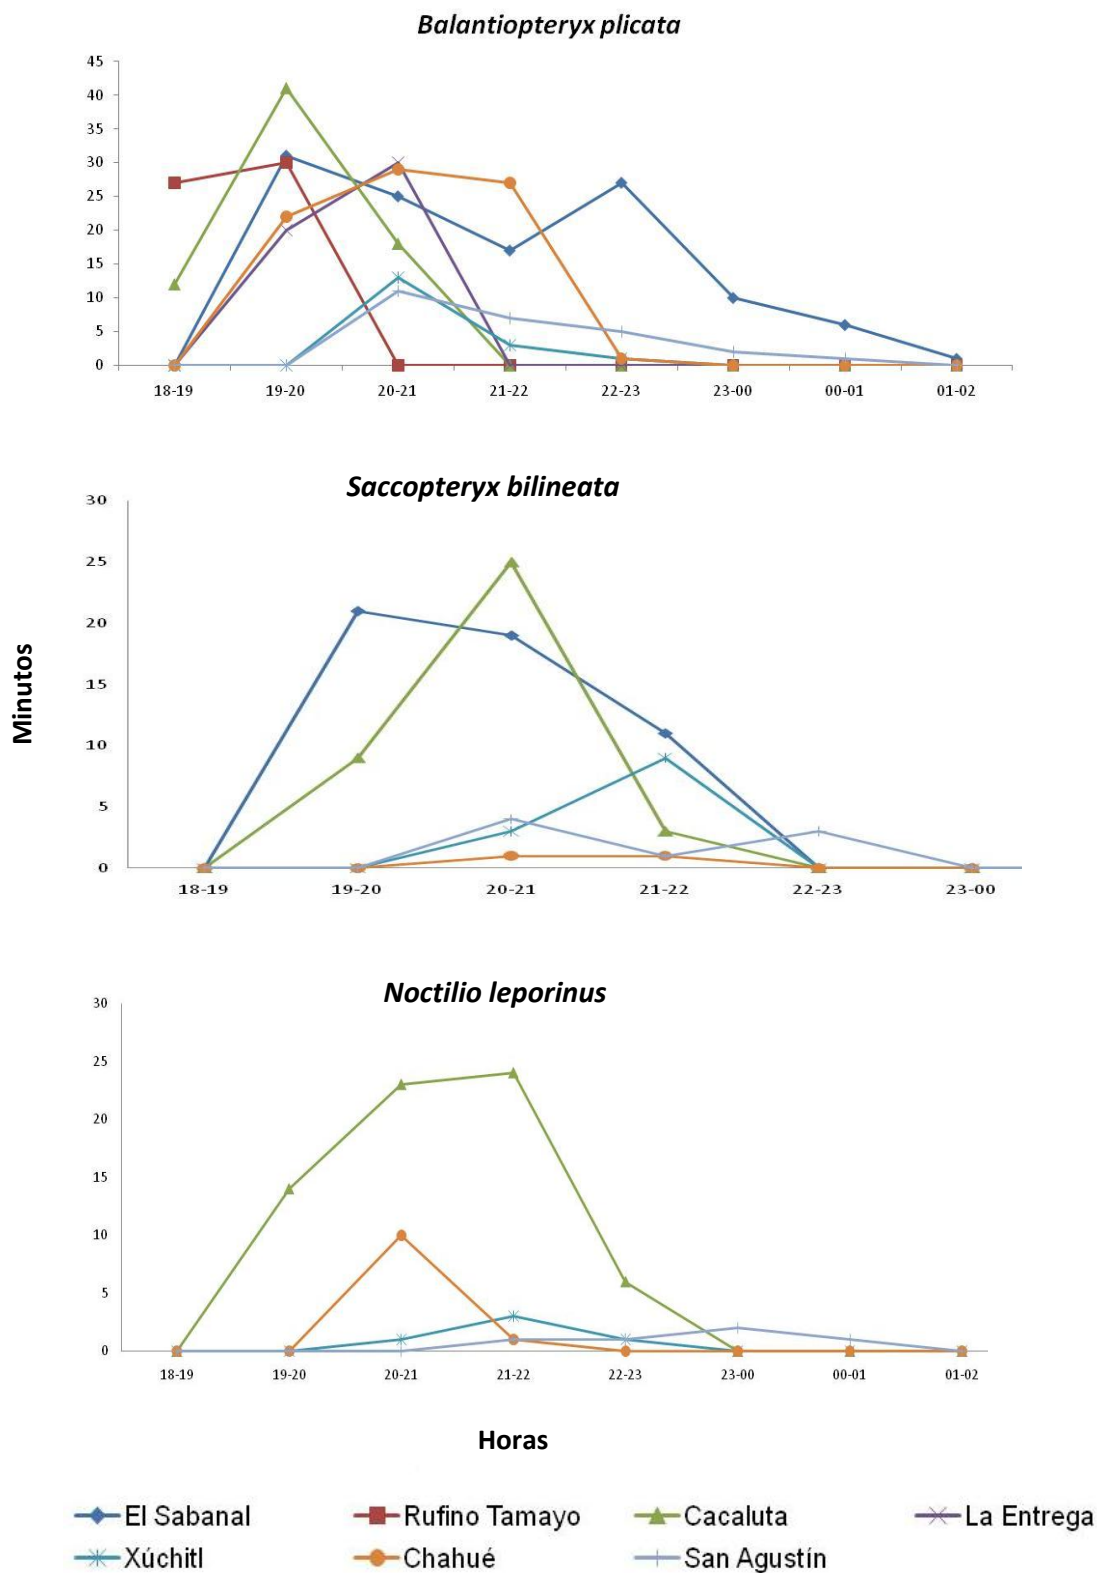 Balantiopteryx plicata
45
40
35
30
25
20
15
10
5
0
18-19 19-20 20-21 21-22 22-23 23-00 00-01 01-02
Saccopteryx bilineata
30
25
20
15
10
5
0
18-19 19-20 20-21 21-22 22-23 23-00
Minutos
Noctilio leporinus
30
25
20
15
10
5
0
18-19 19-20 20-21 21-22 22-23 23-00 00-01 01-02
Horas
El Sabanal Rufino Tamayo Cacaluta La Entrega
Xúchitl Chahué San Agustín